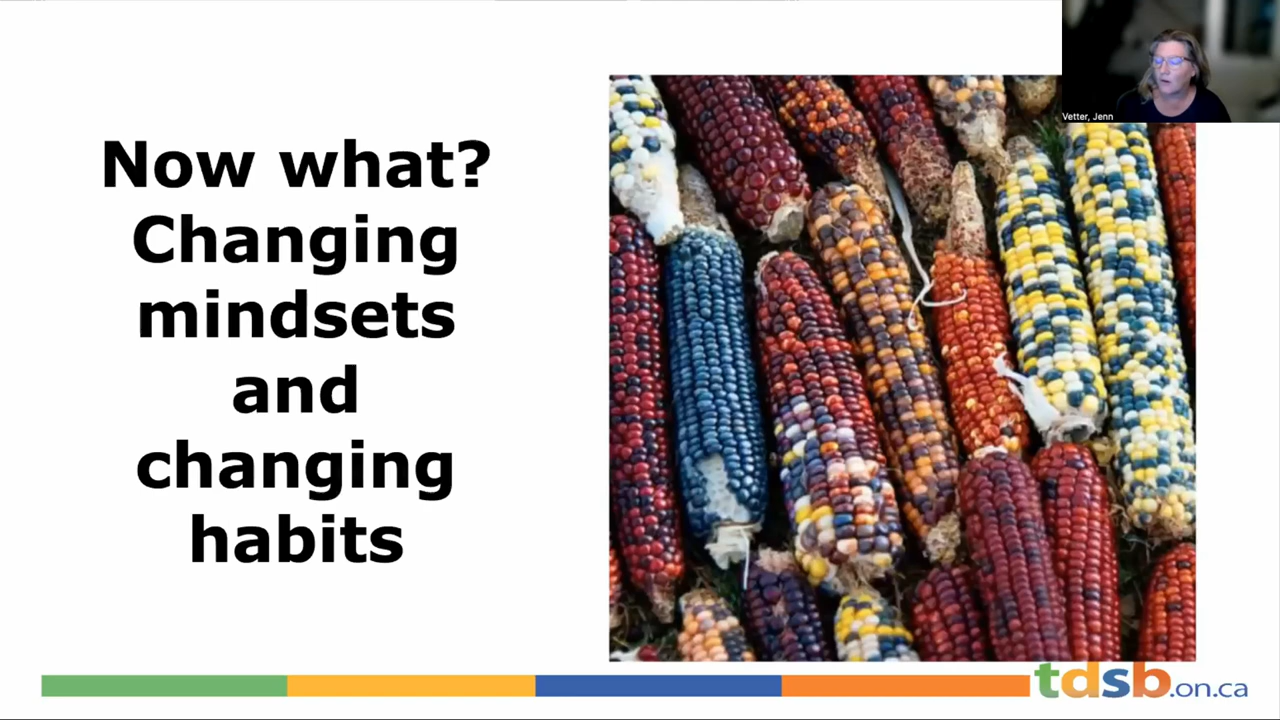 Vetter, Jenn
Now what?
Changing
mindsets
and
changing
habits
tdsb.on.ca